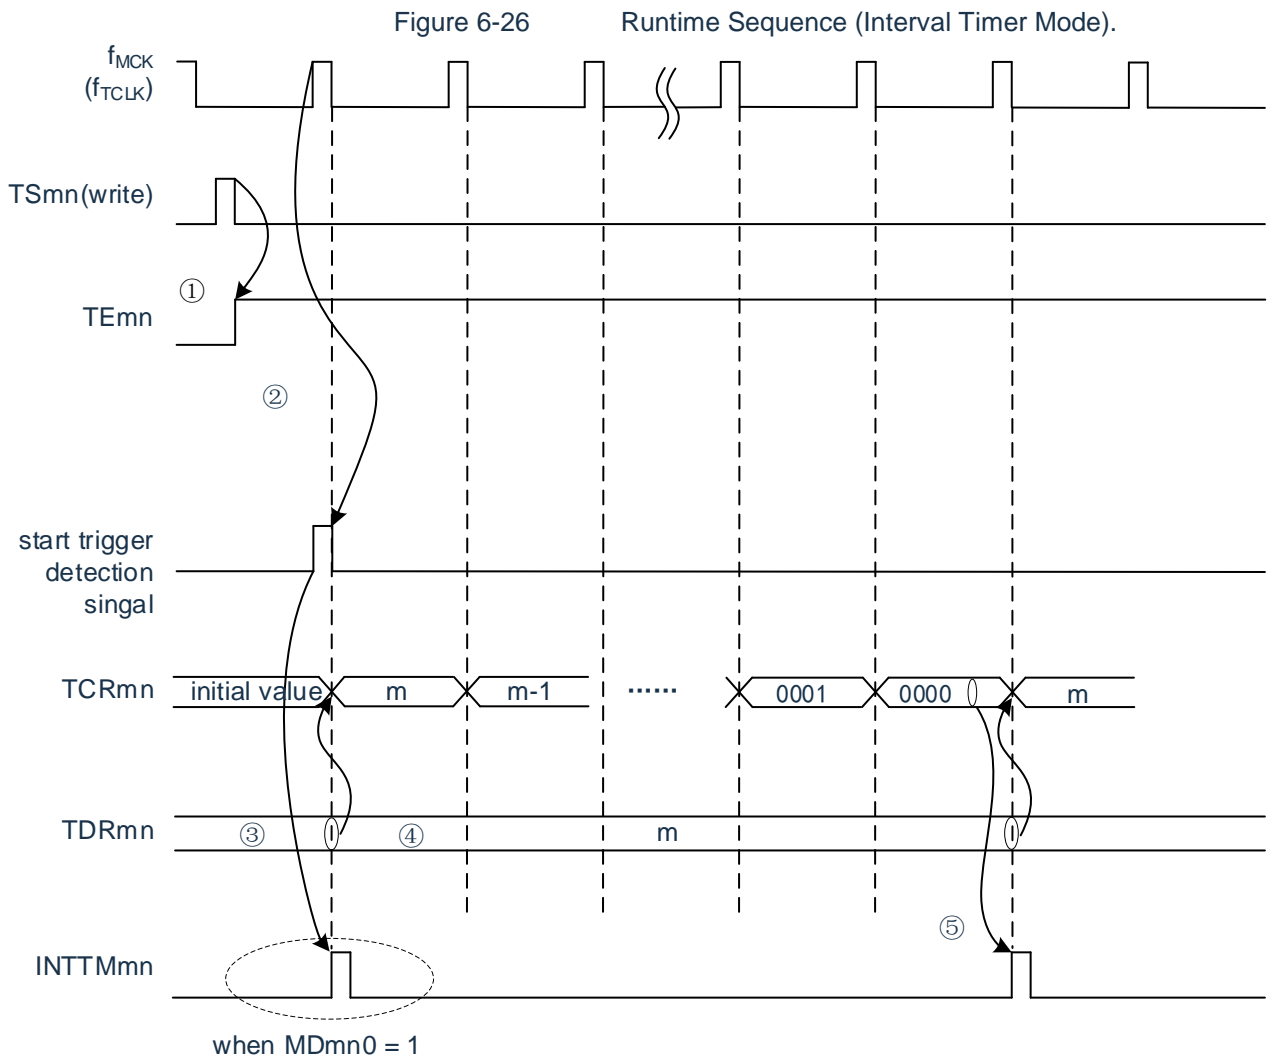 Figure 6-26 Runtime Sequence (Interval Timer Mode).
fMCK
(fTCLK)
TSmn(write)
①
TEmn
②
start trigger
detection
singal
TCRmn initial value m m-1 ...... 0001 0000 m
TDRmn ③ ④ m
⑤
INTTMmn
when MDmn0 = 1